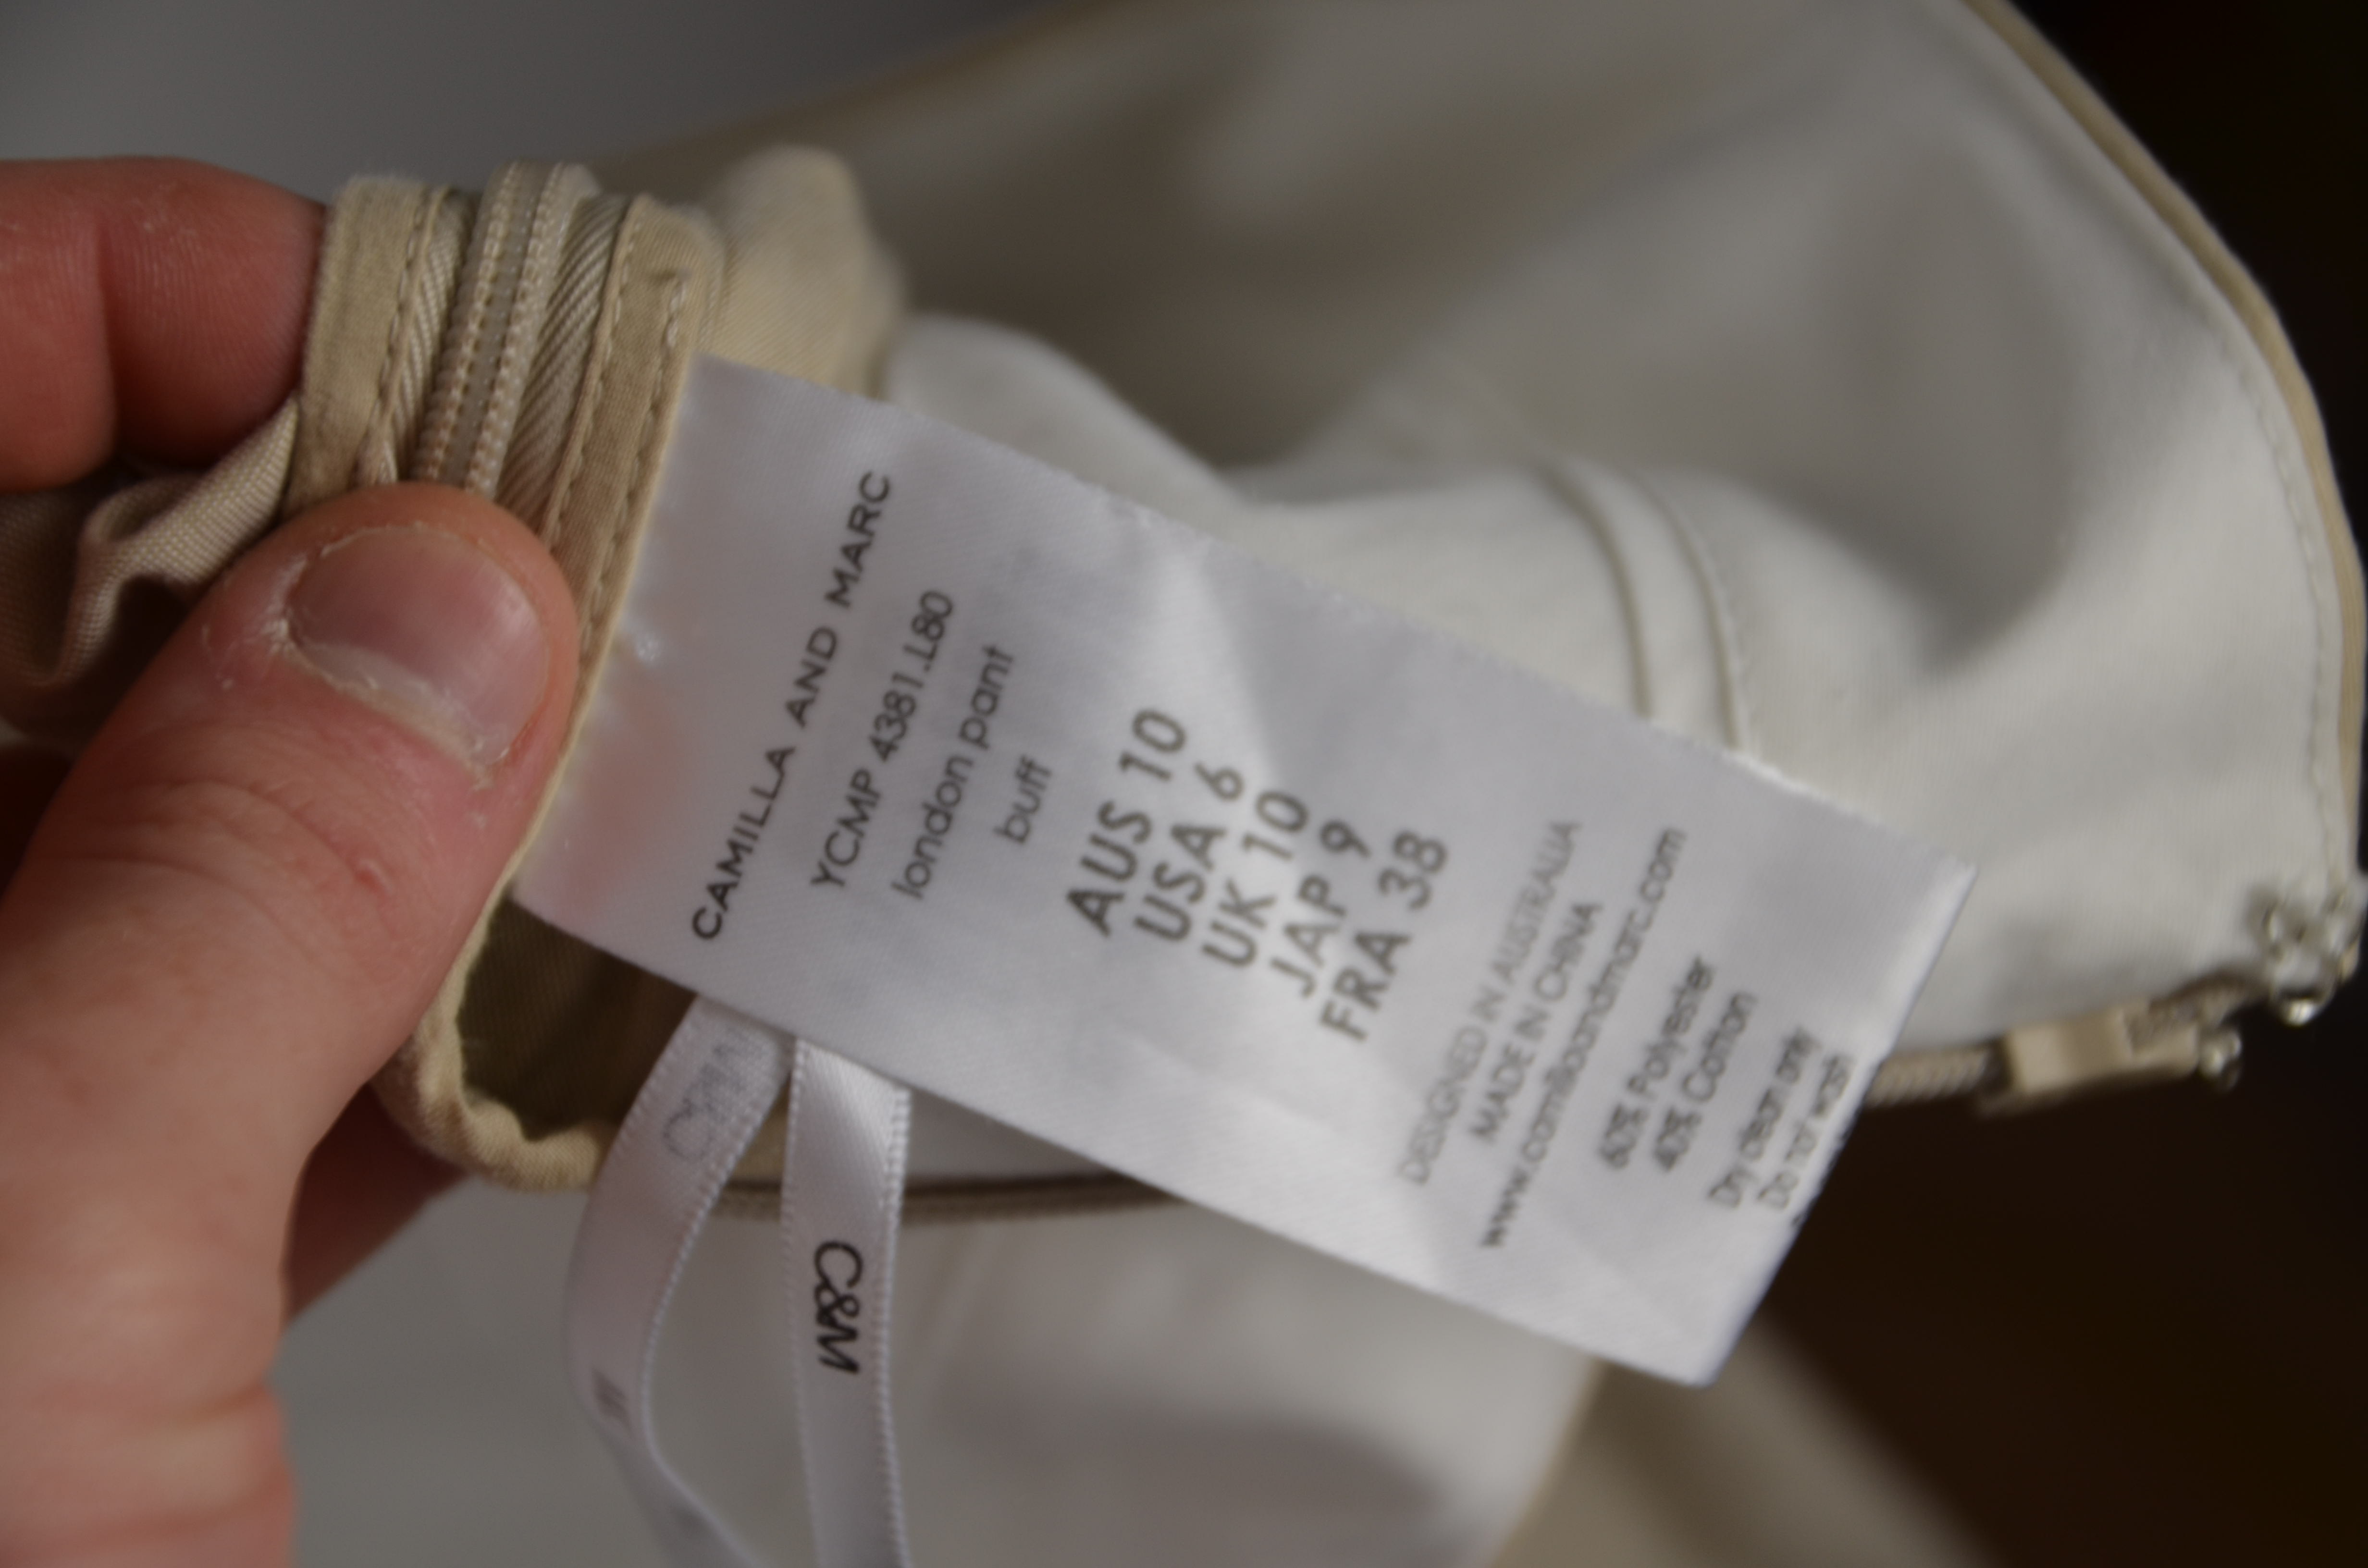 CAMILLA AND MARC
YCMP 4381.L80
london pant
buff
AUS 10
USA 6
UK 10
JAP 9
FRA 38
DESIGNED IN AUSTRALIA
MADE IN CHINA
www.camillaandmarc.com
60% Polyester
40% Cotton
Dry clean only
Do not wash
C&M